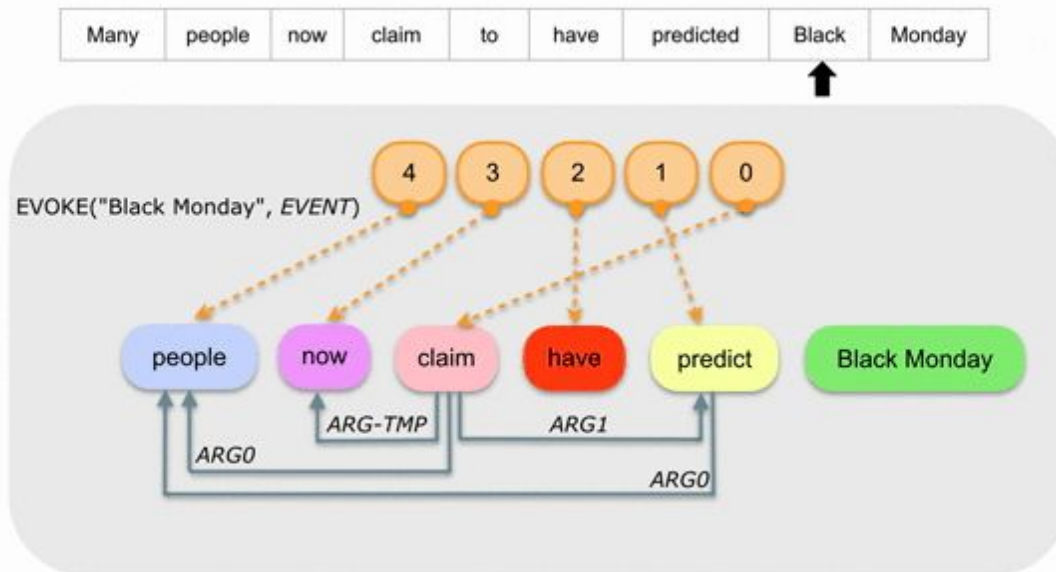 Many people now claim to have predicted Black Monday
4 3 2 1 0
EVOKE("Black Monday", EVENT)
people now claim have predict Black Monday
ARG-TMP ARG1
ARG0 ARG0